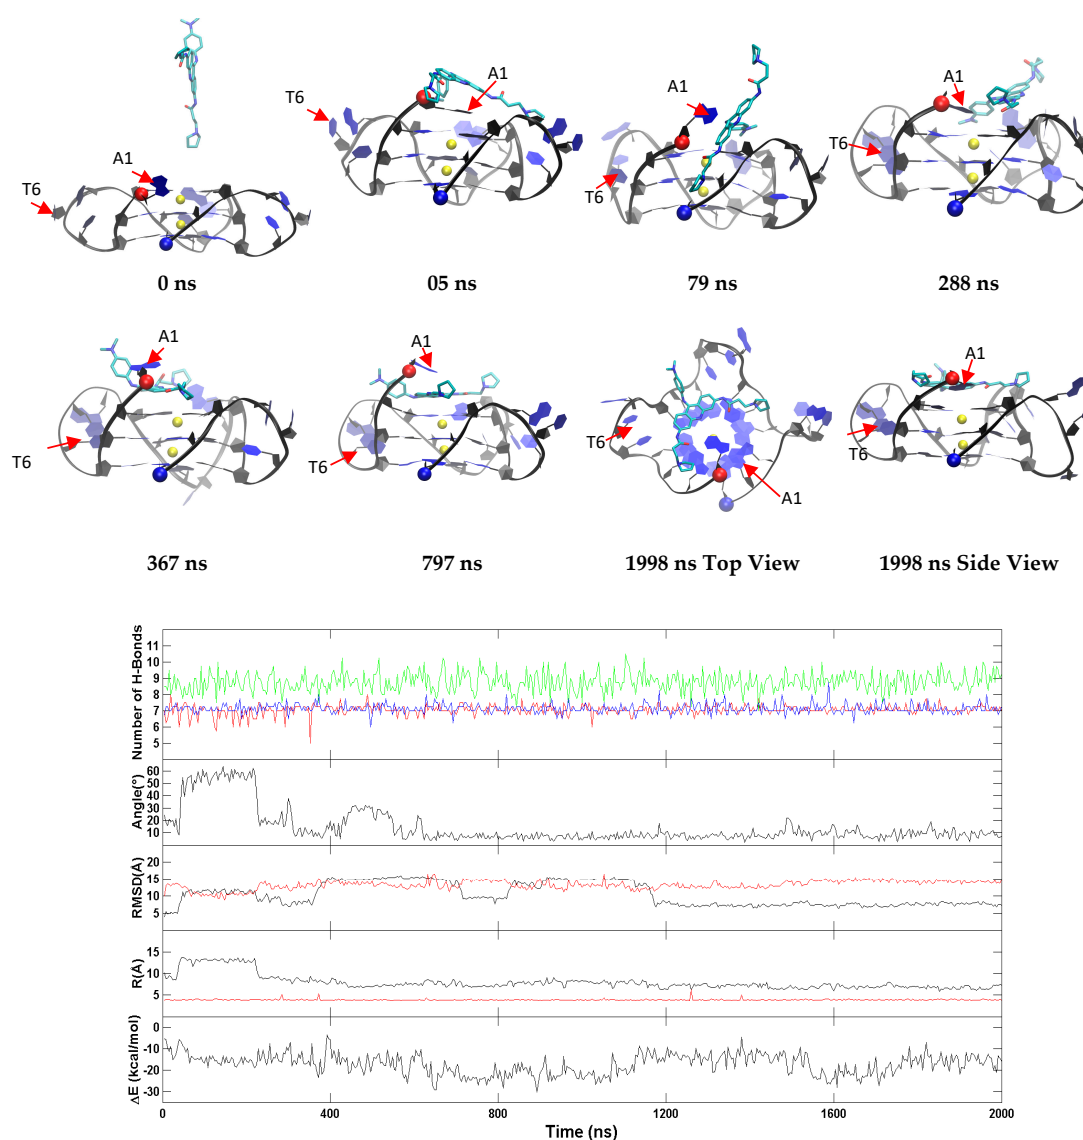 T6
A1
0 ns
T6
A1
05 ns
A1
T6
79 ns
A1
T6
288 ns
A1
T6
367 ns
A1
T6
797 ns
T6
A1
1998 ns Top View
A1
T6
1998 ns Side View
Number of H-Bonds
11
10
9
8
7
6
5
Angle(°)
60
50
40
30
20
10
RMSD(Å)
20
15
10
5
R(Å)
15
10
5
ΔE (kcal/mol)
0
-10
-20
-30
0
400
800
1200
1600
2000
Time (ns)